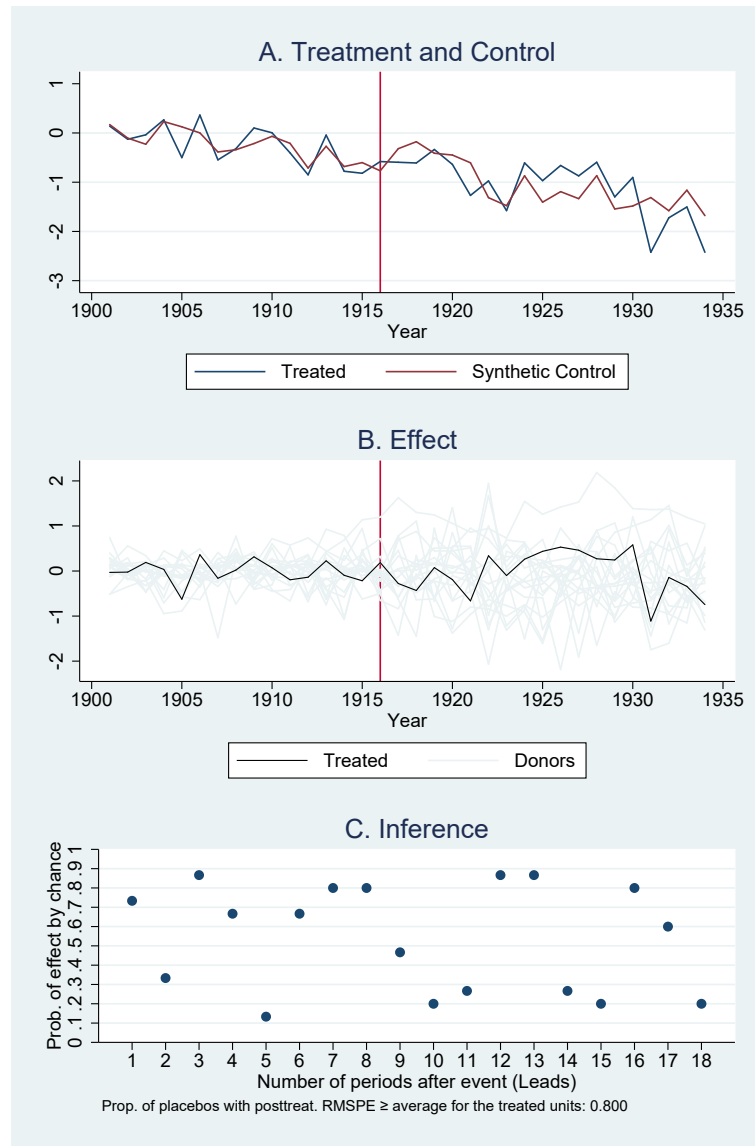 A. Treatment and Control
1
0
-1
-2
-3
1900 1905 1910 1915 1920 1925 1930 1935
Year
Treated Synthetic Control
B. Effect
2
1
0
-1
-2
1900 1905 1910 1915 1920 1925 1930 1935
Year
Treated Donors
C. Inference
Prob. of effect by chance
0 .1 .2 .3 .4 .5 .6 .7 .8 .9 1
1 2 3 4 5 6 7 8 9 10 11 12 13 14 15 16 17 18
Number of periods after event (Leads)
Prop. of placebos with posttreat. RMSPE ≥ average for the treated units: 0.800